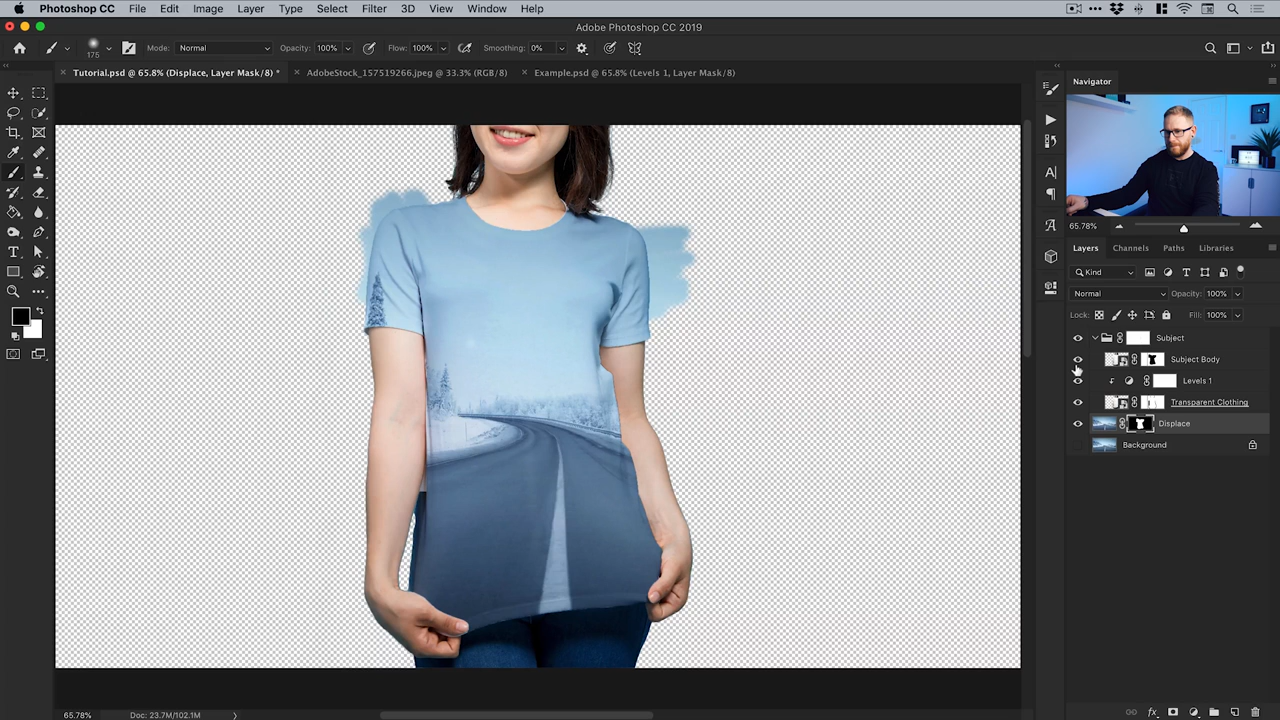 Photoshop CC File Edit Image Layer Type Select Filter 3D View Window Help
Adobe Photoshop CC 2019
175 Mode: Normal Opacity: 100% Flow: 100% Smoothing: 0%
Tutorial.psd @ 65.8% (Displace, Layer Mask/8) * AdobeStock_157519266.jpeg @ 33.3% (RGB/8) Example.psd @ 65.8% (Levels 1, Layer Mask/8)
Navigator
65.78%
Layers Channels Paths Libraries
Kind
Normal Opacity: 100%
Lock: Fill: 100%
Subject
Subject Body
Levels 1
Transparent Clothing
Displace
Background
65.78% Doc: 23.7M/102.1M